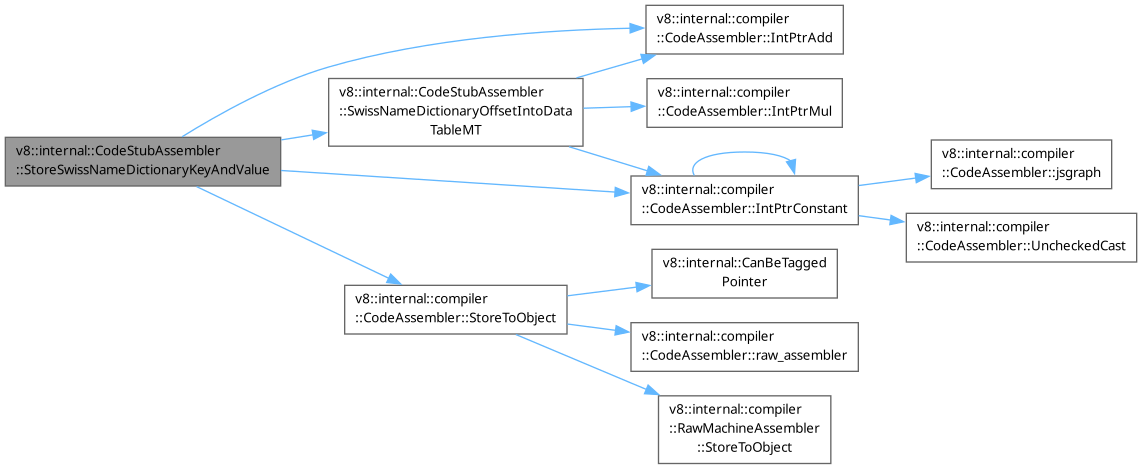 v8::internal::compiler
::CodeAssembler::IntPtrAdd
v8::internal::CodeStubAssembler
::SwissNameDictionaryOffsetIntoData
TableMT
v8::internal::compiler
::CodeAssembler::IntPtrMul
v8::internal::CodeStubAssembler
::StoreSwissNameDictionaryKeyAndValue
v8::internal::compiler
::CodeAssembler::IntPtrConstant
v8::internal::compiler
::CodeAssembler::jsgraph
v8::internal::compiler
::CodeAssembler::UncheckedCast
v8::internal::compiler
::CodeAssembler::StoreToObject
v8::internal::CanBeTagged
Pointer
v8::internal::compiler
::CodeAssembler::raw_assembler
v8::internal::compiler
::RawMachineAssembler
::StoreToObject